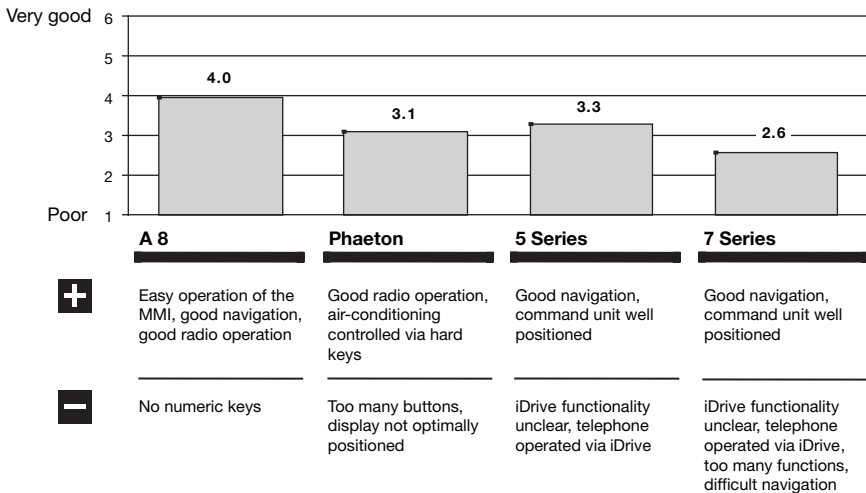 Very good 6
5
4
3
2
Poor 1
4.0
3.1
3.3
2.6
A 8
Phaeton
5 Series
7 Series
Easy operation of the
MMI, good navigation,
good radio operation
Good radio operation,
air-conditioning
controlled via hard
keys
Good navigation,
command unit well
positioned
Good navigation,
command unit well
positioned
No numeric keys
Too many buttons,
display not optimally
positioned
iDrive functionality
unclear, telephone
operated via iDrive
iDrive functionality
unclear, telephone
operated via iDrive,
too many functions,
difficult navigation